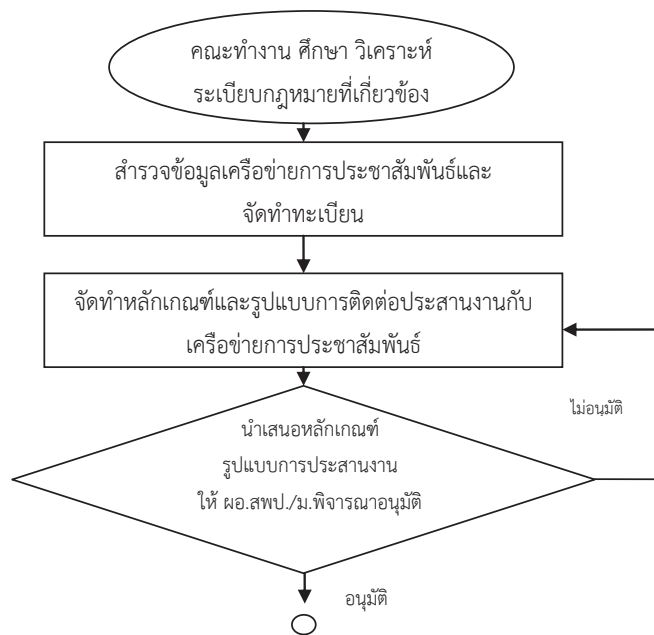 คณะทำงาน ศึกษา วิเคราะห์
ระเบียบกฎหมายที่เกี่ยวข้อง
สำรวจข้อมูลเครือข่ายการประชาสัมพันธ์และ
จัดทำทะเบียน
จัดทำหลักเกณฑ์และรูปแบบการติดต่อประสานงานกับ
เครือข่ายการประชาสัมพันธ์
ไม่อนุมัติ
นำเสนอหลักเกณฑ์
รูปแบบการประสานงาน
ให้ ผอ.สพป./ม.พิจารณาอนุมัติ
อนุมัติ